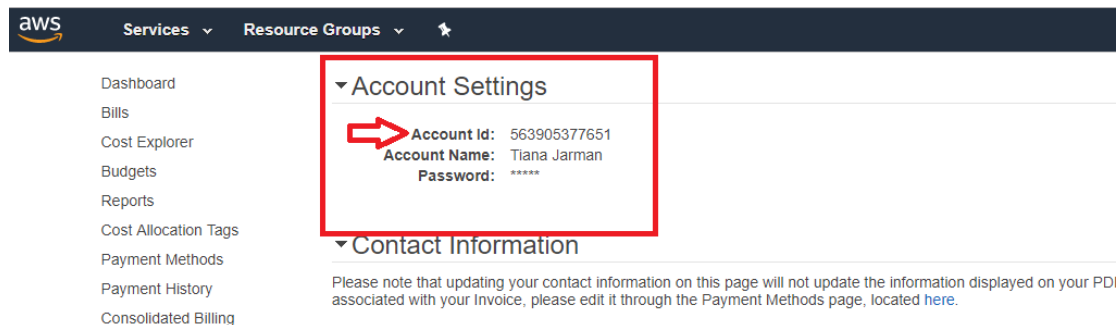 aws Services Resource Groups
Dashboard
Bills
Cost Explorer
Budgets
Reports
Cost Allocation Tags
Payment Methods
Payment History
Consolidated Billing
Account Settings
Account Id: 563905377651
Account Name: Tiana Jarman
Password: *****
Contact Information
Please note that updating your contact information on this page will not update the information displayed on your PDF
associated with your Invoice, please edit it through the Payment Methods page, located here.